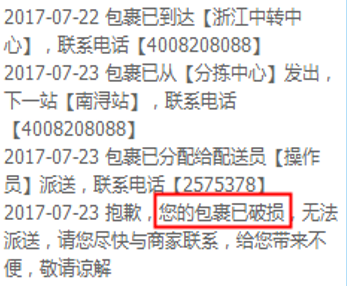 2017-07-22 包裹已到达【浙江中转中
心】，联系电话【4008208088】
2017-07-23 包裹已从【分拣中心】发出，
下一站【南浔站】，联系电话
【4008208088】
2017-07-23 包裹已分配给配送员【操作
员】派送，联系电话【2575378】
2017-07-23 抱歉，您的包裹已破损，无法
派送，请您尽快与商家联系，给您带来不
便，敬请谅解